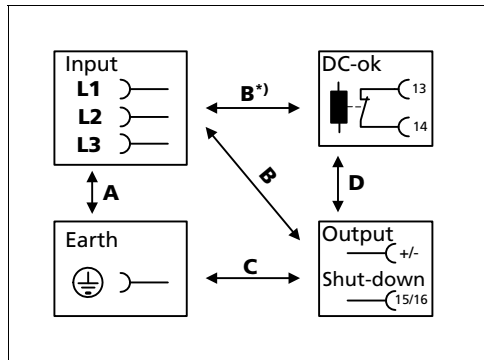 Input
L1
L2
L3
B*)
DC-ok
13
14
A
B
D
Earth
C
Output
+/-
Shut-down
15/16